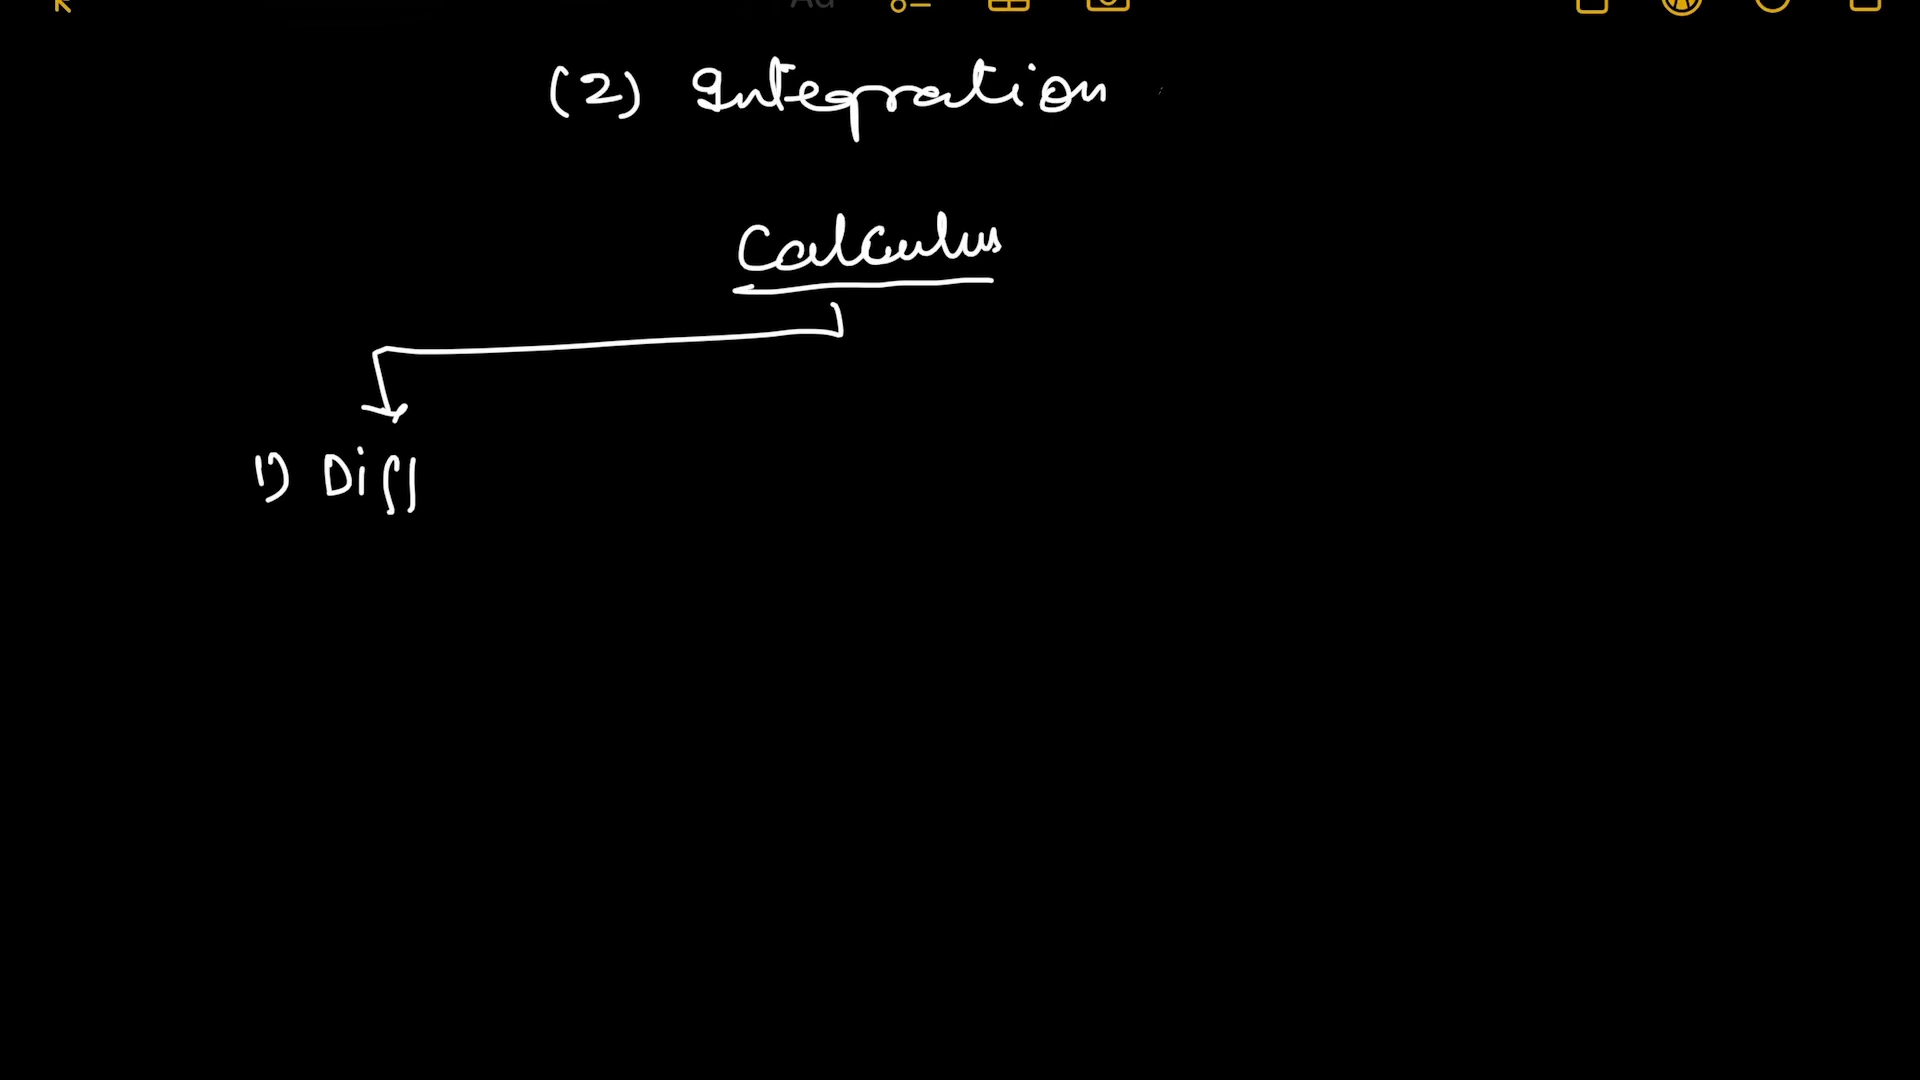 (2) Integration
Calculus
1) Diff